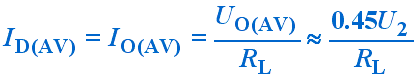 I_D(AV) = I_O(AV) = U_O(AV) / R_L ≈ 0.45U_2 / R_L